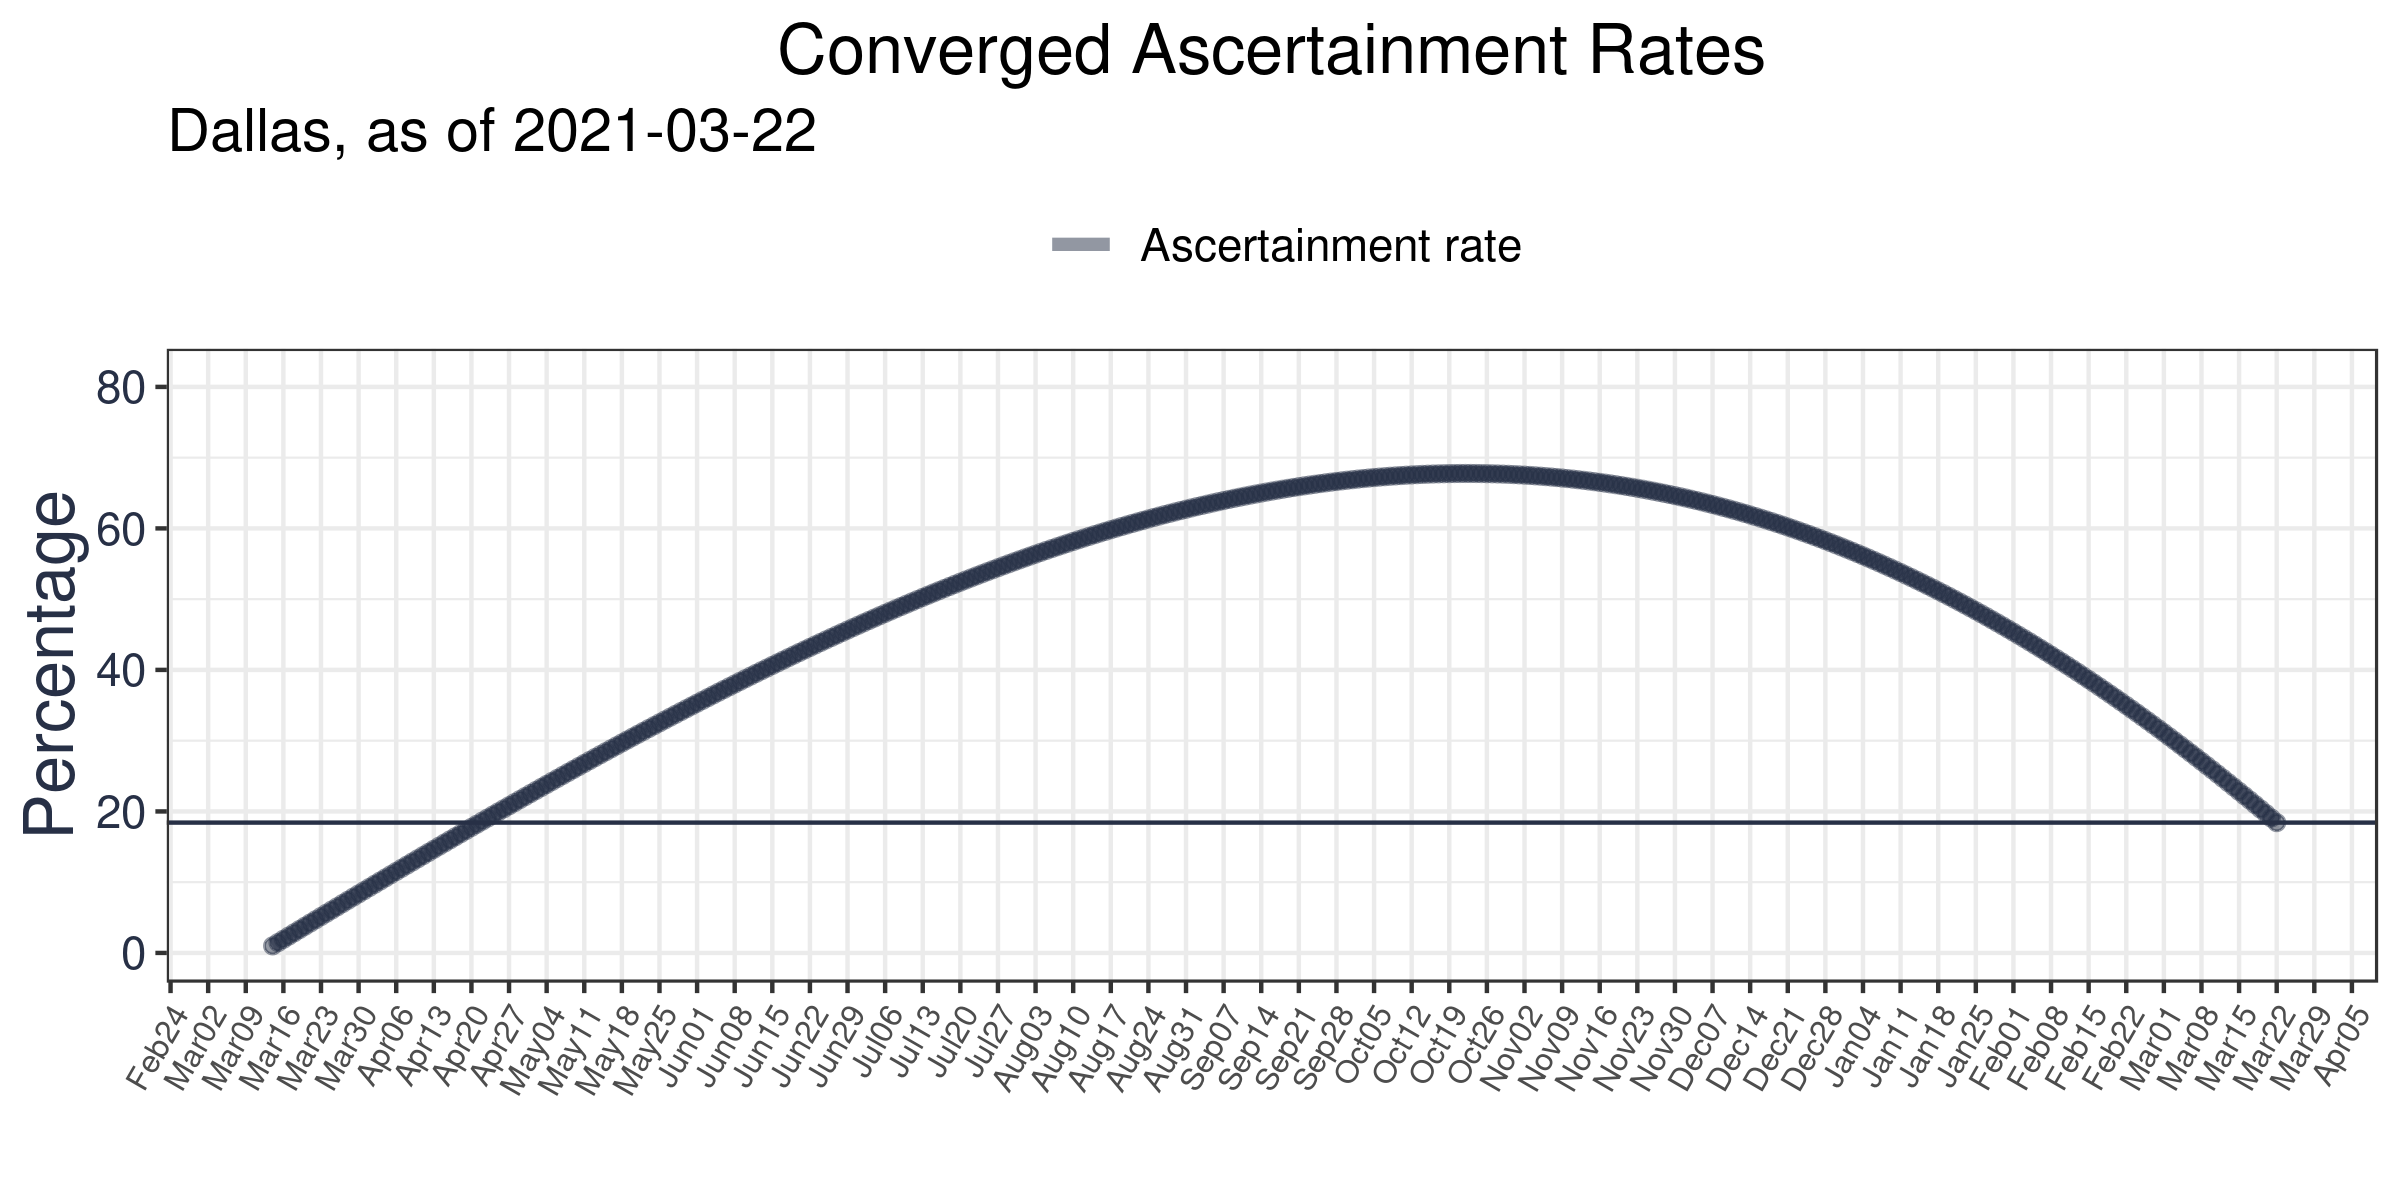 Converged Ascertainment Rates
Dallas, as of 2021-03-22
Ascertainment rate
Percentage
80
60
40
20
0
Feb24 Mar02 Mar09 Mar16 Mar23 Mar30 Apr06 Apr13 Apr20 Apr27 May04 May11 May18 May25 Jun01 Jun08 Jun15 Jun22 Jun29 Jul06 Jul13 Jul20 Jul27 Aug03 Aug10 Aug17 Aug24 Aug31 Sep07 Sep14 Sep21 Sep28 Oct05 Oct12 Oct19 Oct26 Nov02 Nov09 Nov16 Nov23 Nov30 Dec07 Dec14 Dec21 Dec28 Jan04 Jan11 Jan18 Jan25 Feb01 Feb08 Feb15 Feb22 Mar01 Mar08 Mar15 Mar22 Mar29 Apr05